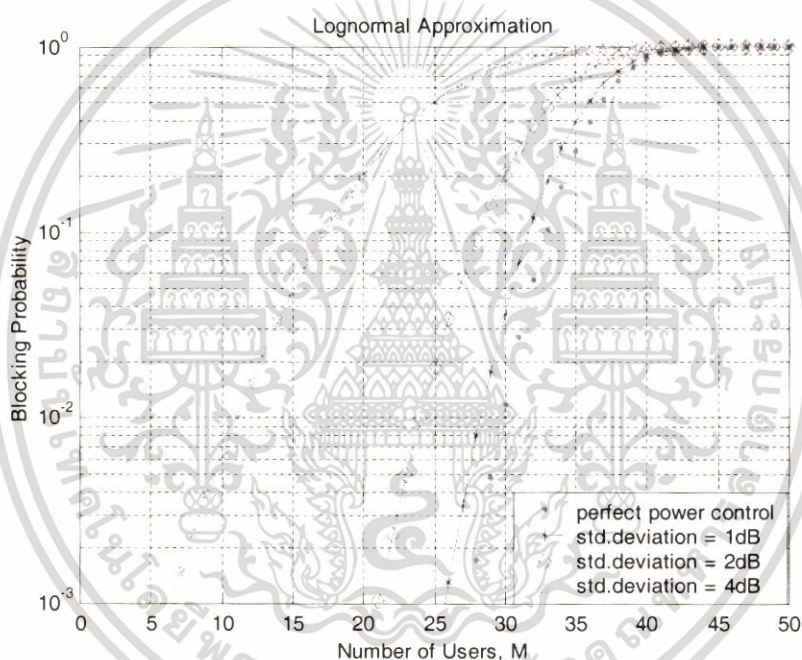 Lognormal Approximation
Blocking Probability
10^0
10^-1
10^-2
10^-3
perfect power control
std.deviation = 1dB
std.deviation = 2dB
std.deviation = 4dB
0 5 10 15 20 25 30 35 40 45 50
Number of Users, M